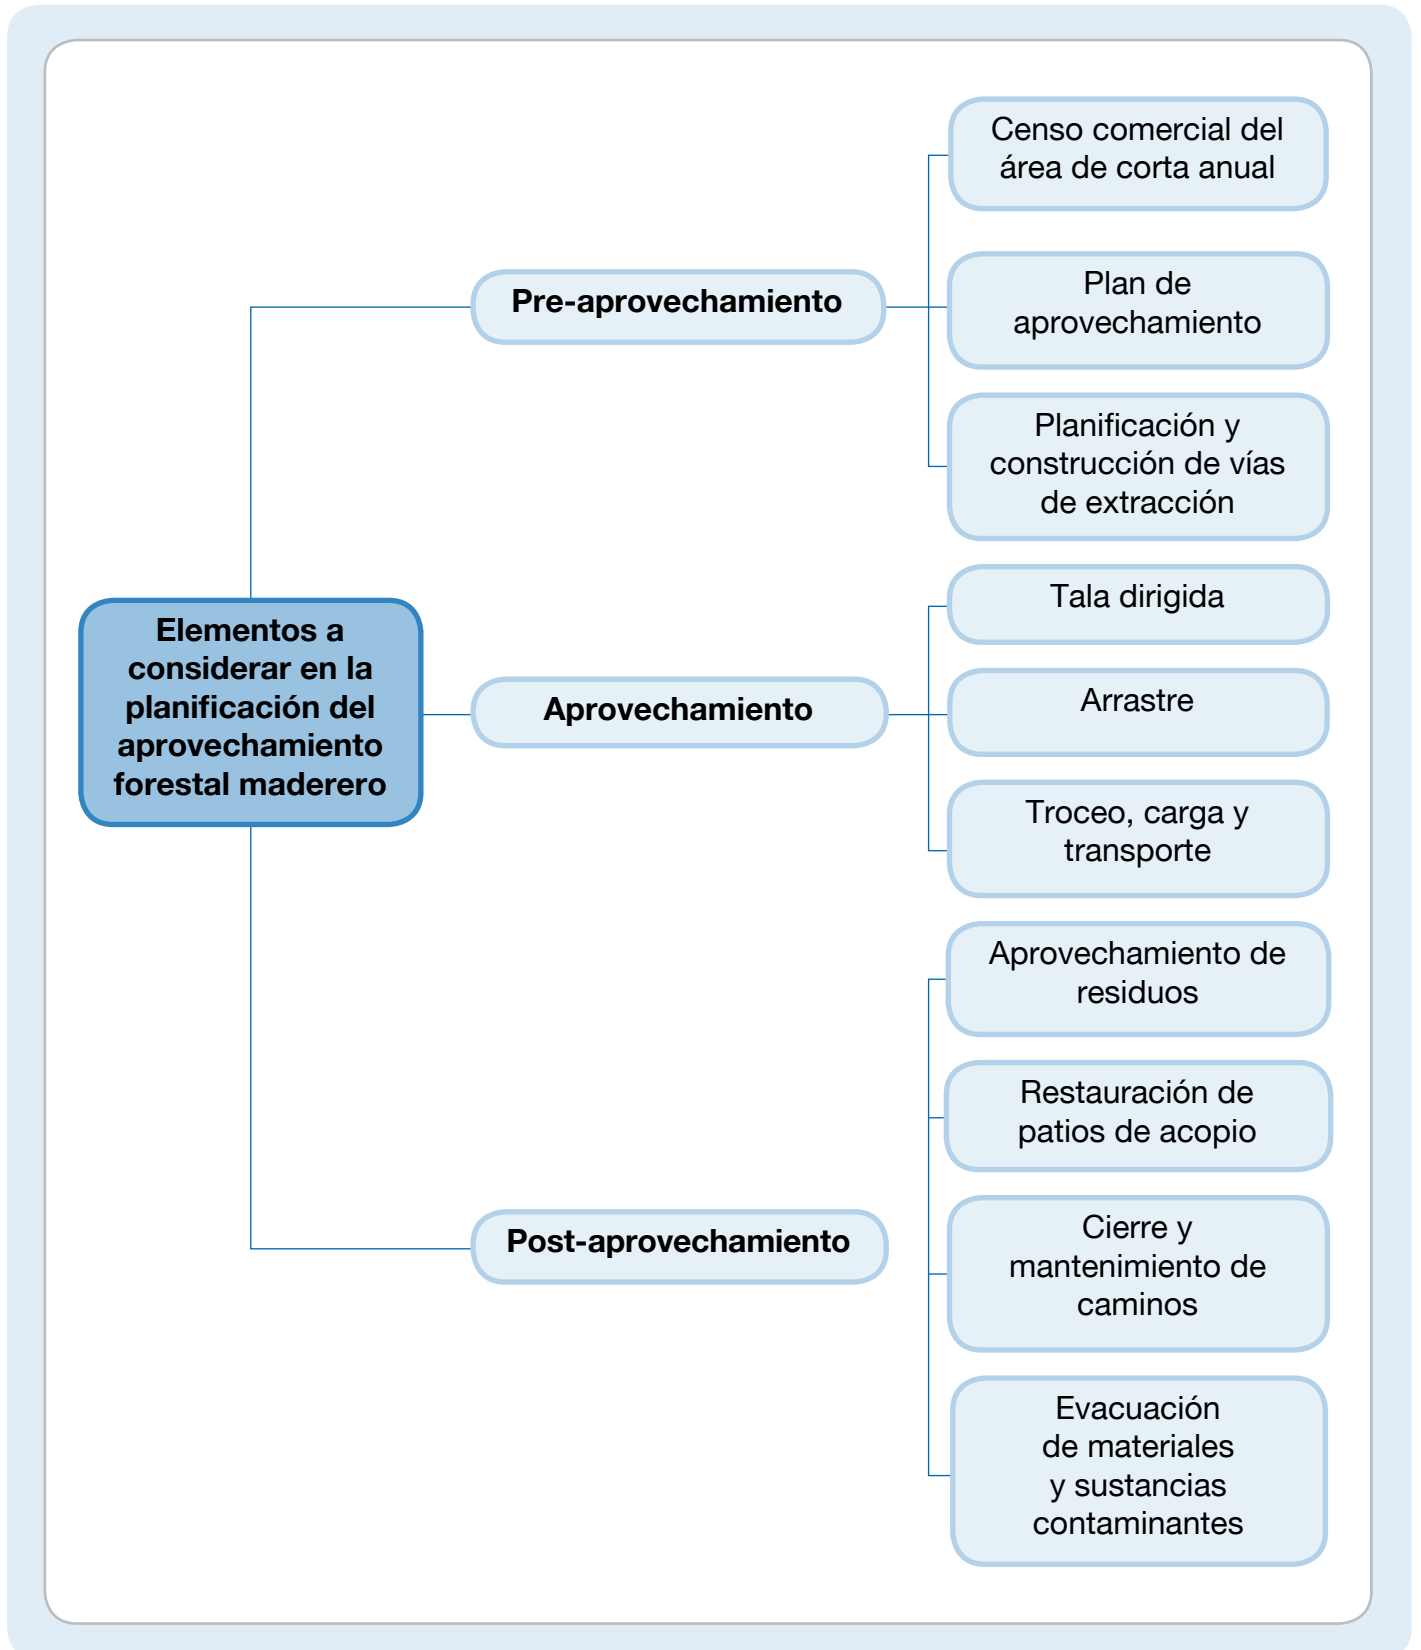 Elementos a
considerar en la
planificación del
aprovechamiento
forestal maderero
Pre-aprovechamiento
Censo comercial del
área de corta anual
Plan de
aprovechamiento
Planificación y
construcción de vías
de extracción
Aprovechamiento
Tala dirigida
Arrastre
Troceo, carga y
transporte
Post-aprovechamiento
Aprovechamiento de
residuos
Restauración de
patios de acopio
Cierre y
mantenimiento de
caminos
Evacuación
de materiales
y sustancias
contaminantes